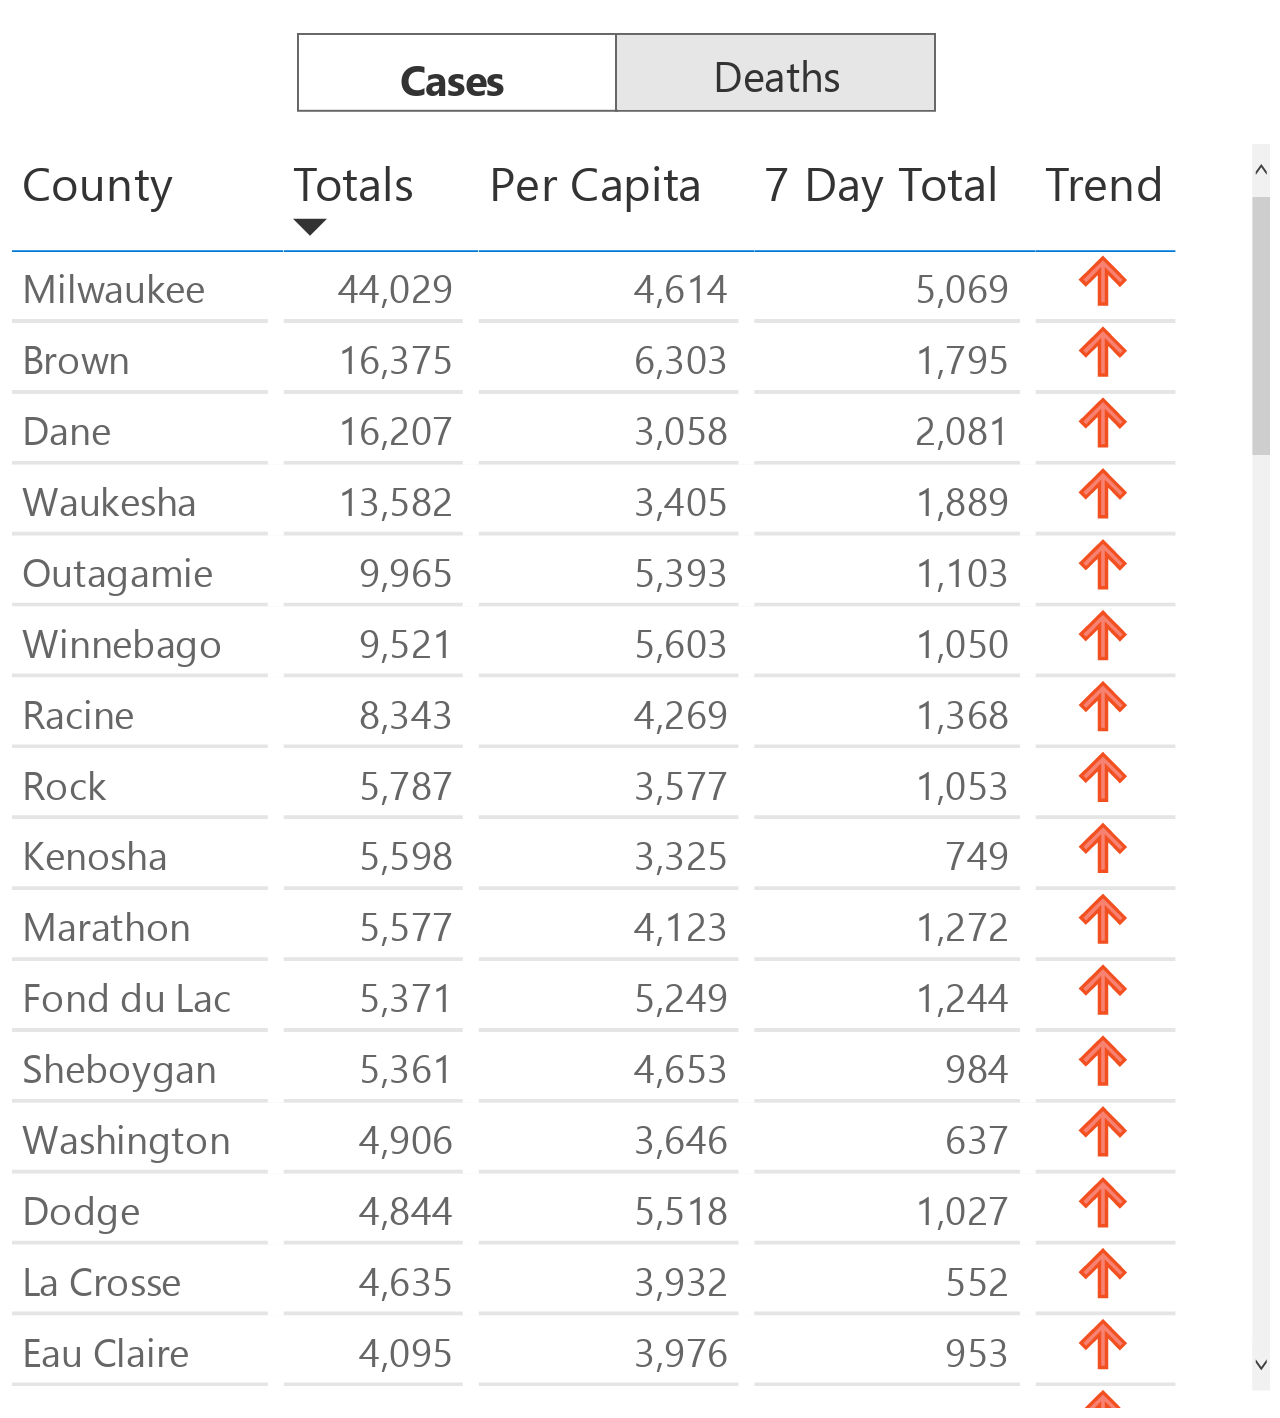 Cases Deaths
County Totals Per Capita 7 Day Total Trend
Milwaukee 44,029 4,614 5,069
Brown 16,375 6,303 1,795
Dane 16,207 3,058 2,081
Waukesha 13,582 3,405 1,889
Outagamie 9,965 5,393 1,103
Winnebago 9,521 5,603 1,050
Racine 8,343 4,269 1,368
Rock 5,787 3,577 1,053
Kenosha 5,598 3,325 749
Marathon 5,577 4,123 1,272
Fond du Lac 5,371 5,249 1,244
Sheboygan 5,361 4,653 984
Washington 4,906 3,646 637
Dodge 4,844 5,518 1,027
La Crosse 4,635 3,932 552
Eau Claire 4,095 3,976 953